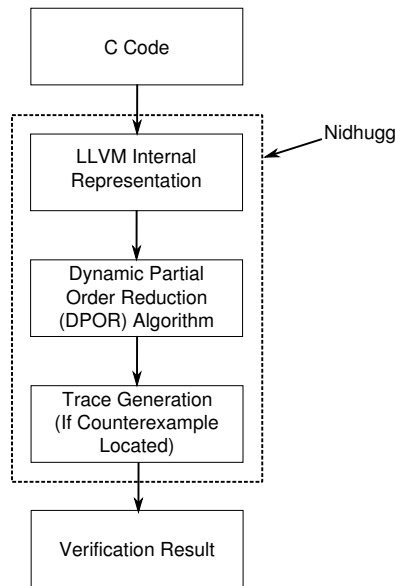 C Code
Nidhugg
LLVM Internal
Representation
Dynamic Partial
Order Reduction
(DPOR) Algorithm
Trace Generation
(If Counterexample
Located)
Verification Result